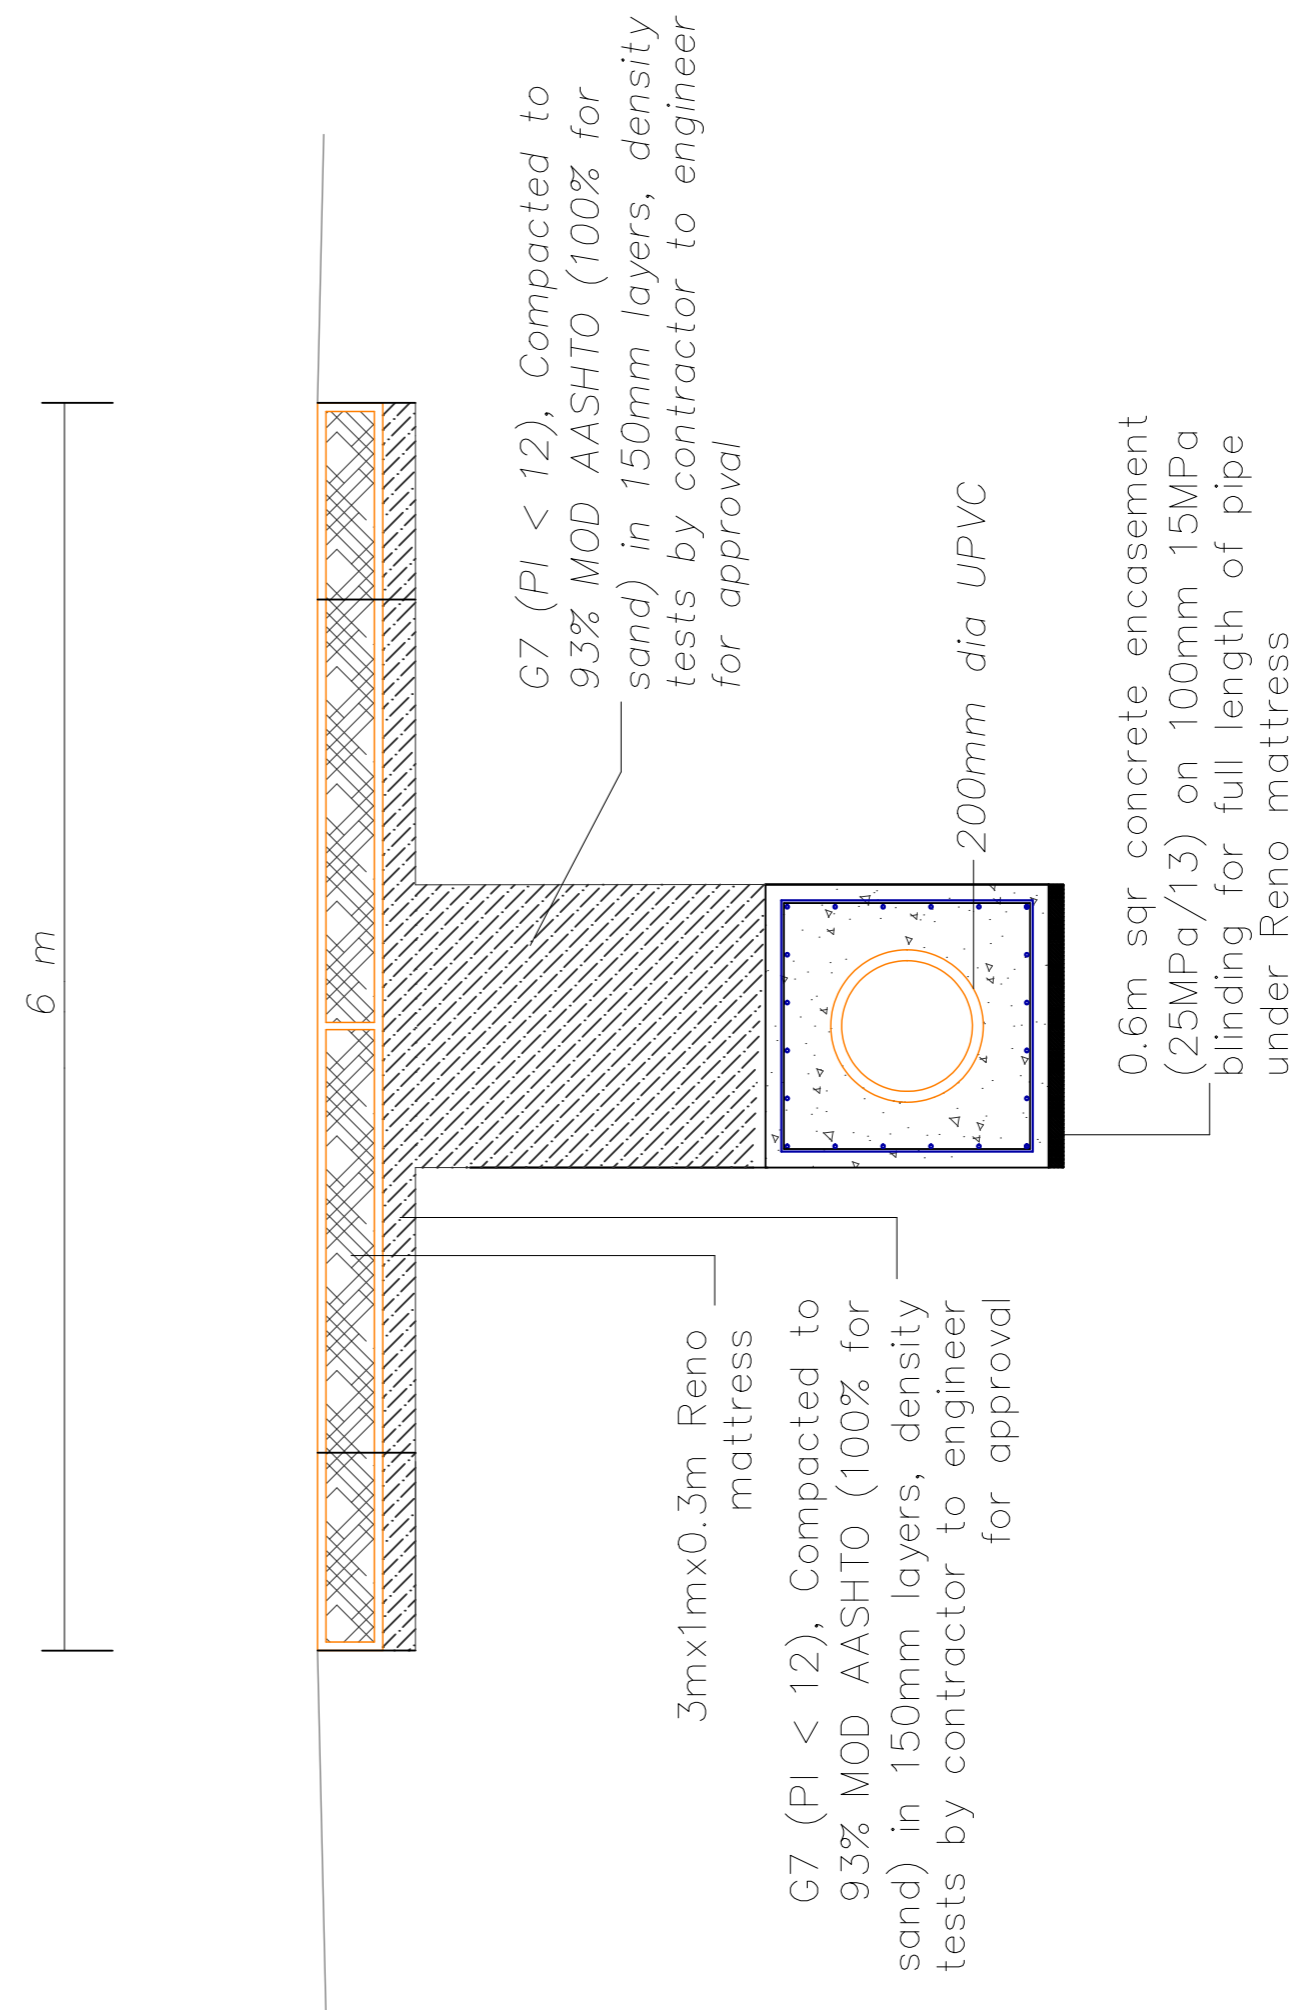 6 m
G7 (PI < 12), Compacted to
93% MOD AASHTO (100% for
sand) in 150mm layers, density
tests by contractor to engineer
for approval
200mm dia UPVC
0.6m sqr concrete encasement
(25MPa/13) on 100mm 15MPa
blinding for full length of pipe
under Reno mattress
3mx1mx0.3m Reno
mattress
G7 (PI < 12), Compacted to
93% MOD AASHTO (100% for
sand) in 150mm layers, density
tests by contractor to engineer
for approval